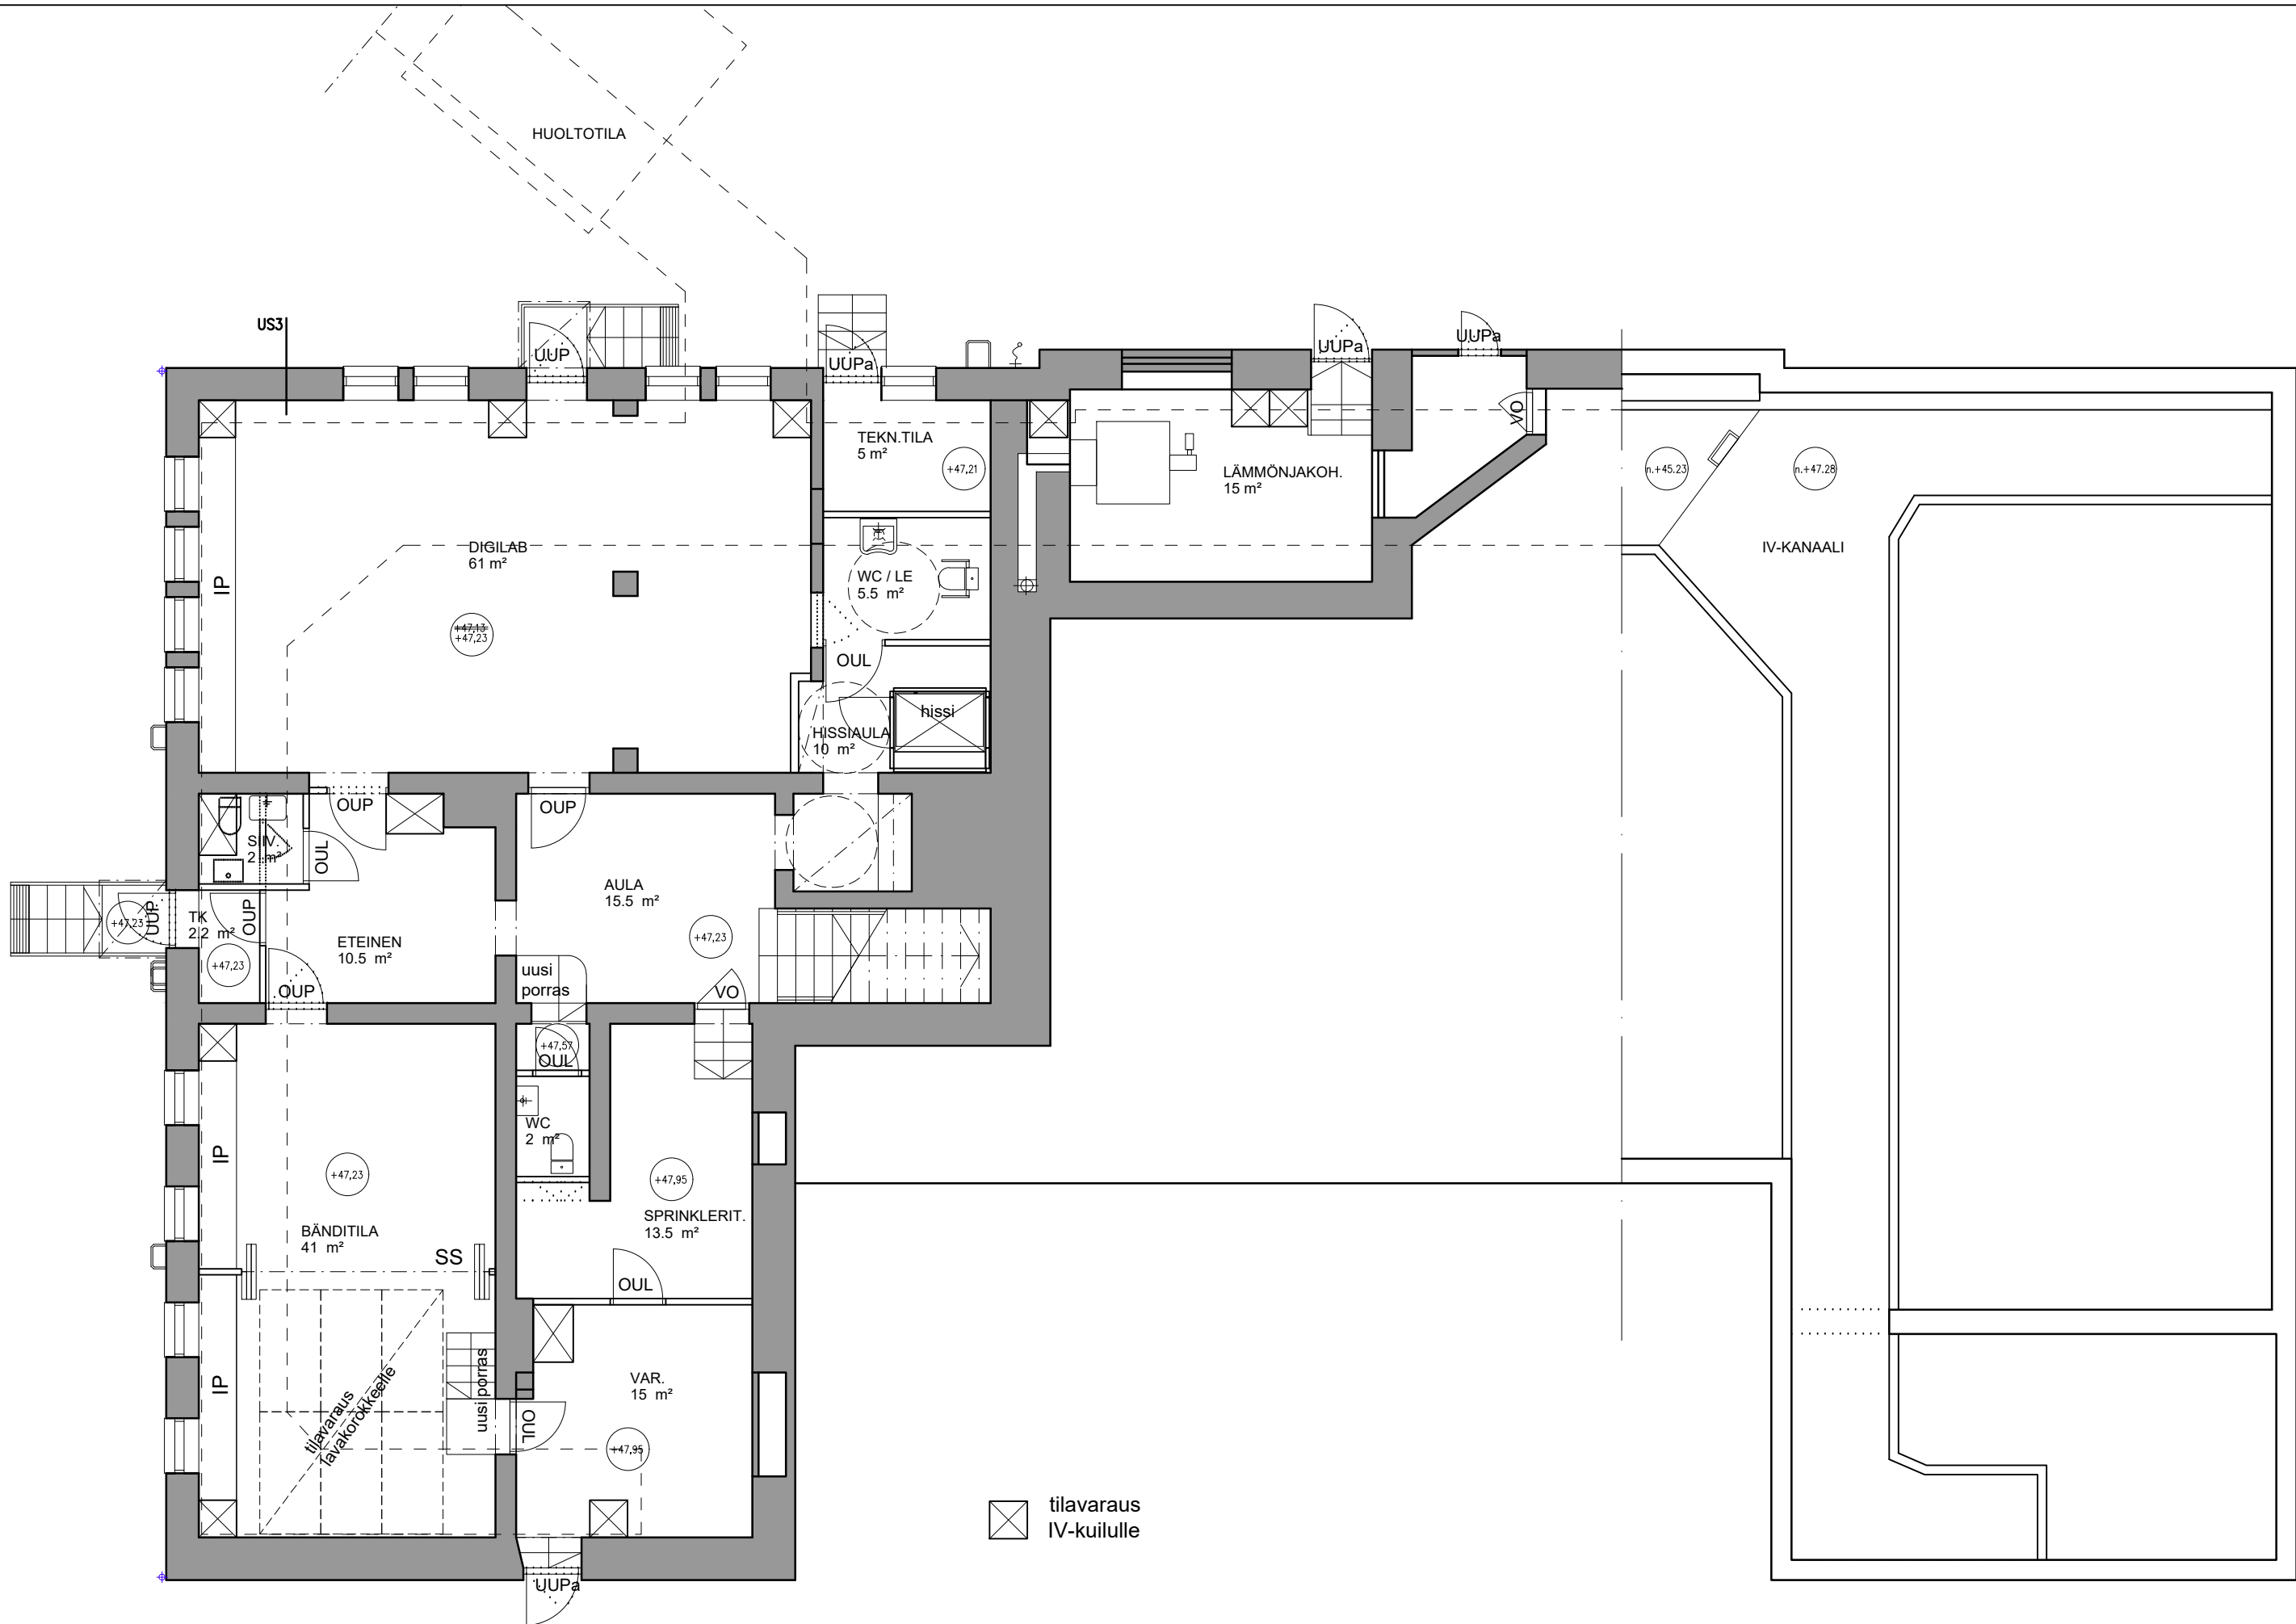 HUOLTOTILA
US3
UUP
UUPa
UUPa
UUPa
TEKN.TILA
5 m²
+47,21
LÄMMÖNJAKOH.
15 m²
VO
n.+45.23
n.+47.28
IV-KANAALI
DIGILAB
61 m²
+47,13
+47,23
IP
WC / LE
5.5 m²
OUL
hissi
HISSIAULA
10 m²
OUP
OUP
SIIV.
2 m²
OUL
AULA
15.5 m²
+47,23
UUP
+47,23
TK
2.2 m²
OUP
+47,23
ETEINEN
10.5 m²
OUP
uusi
porras
VO
+47,57
OUL
WC
2 m²
IP
+47,23
BÄNDITILA
41 m²
SS
+47,95
SPRINKLERIT.
13.5 m²
OUL
IP
tilavaraus
lavakorokkeelle
uusi porras
OUL
VAR.
15 m²
+47,95
UUPa
tilavaraus
IV-kuilulle